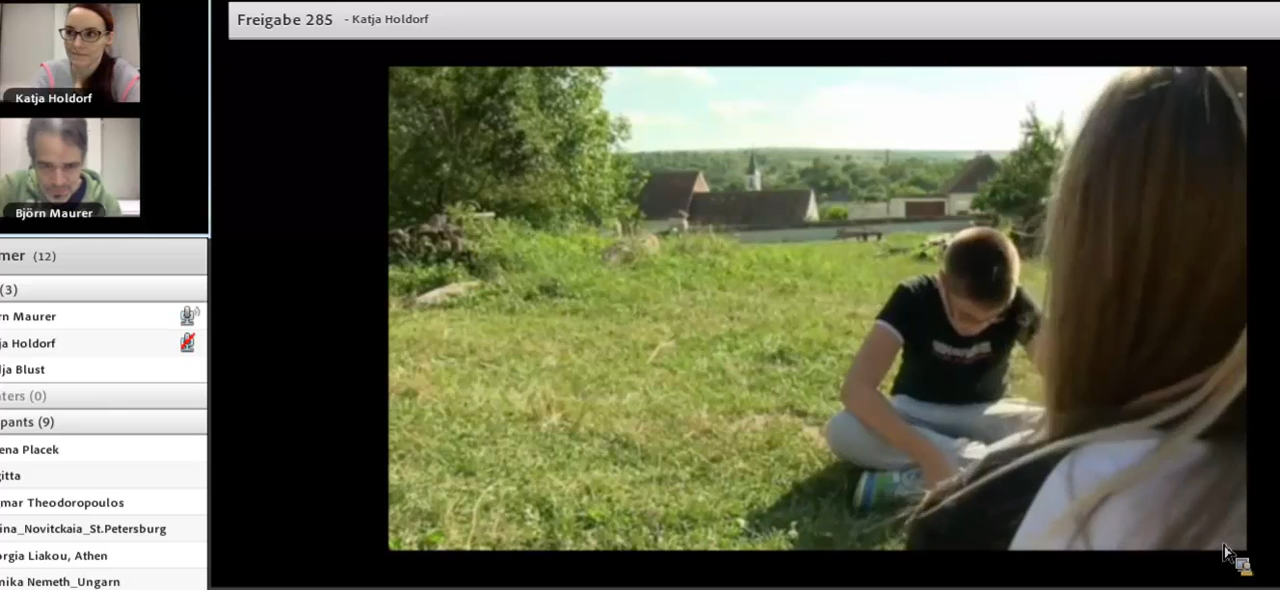 Katja Holdorf
Björn Maurer
mer (12)
(3)
rn Maurer
ja Holdorf
lja Blust
ters (0)
pants (9)
ena Placek
gitta
mar Theodoropoulos
ina_Novitckaia_St.Petersburg
orgia Liakou, Athen
nika Nemeth_Ungarn
Freigabe 285 - Katja Holdorf